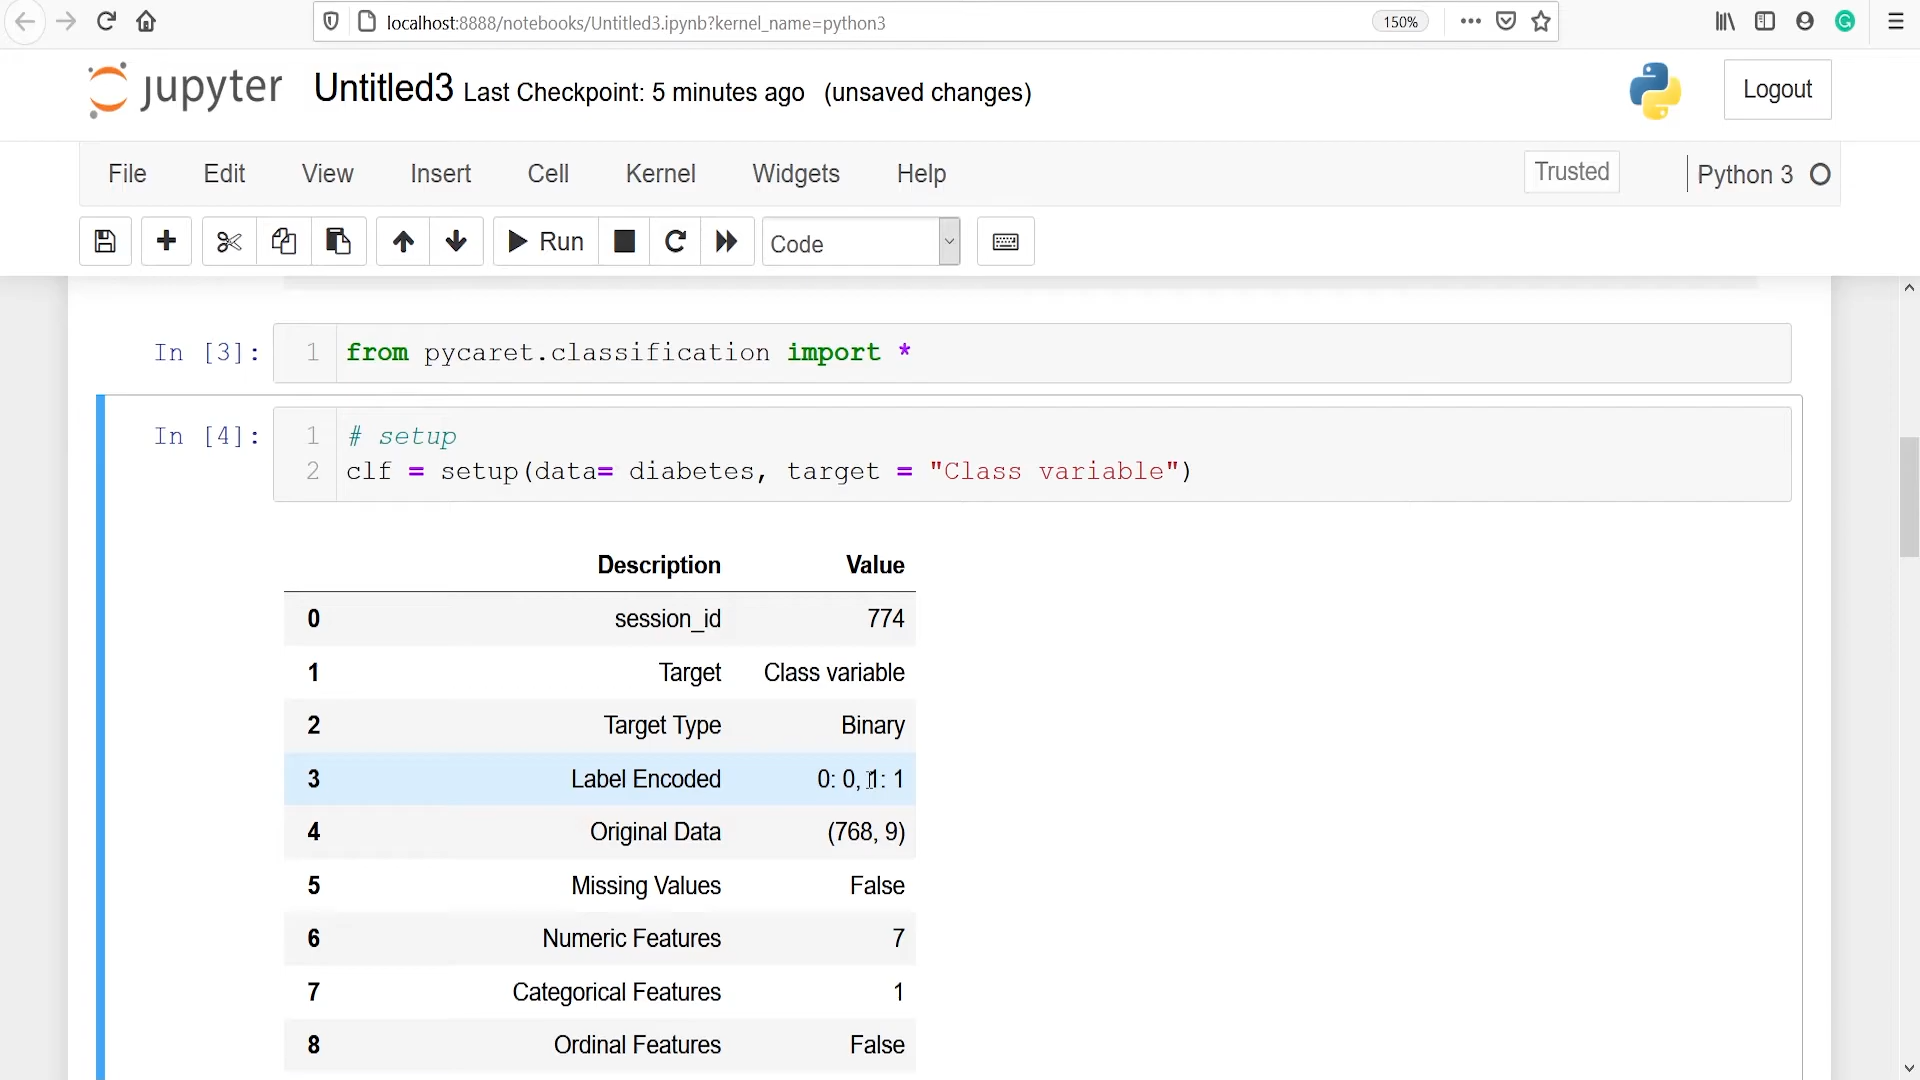 localhost:8888/notebooks/Untitled3.ipynb?kernel_name=python3 150%
jupyter Untitled3 Last Checkpoint: 5 minutes ago (unsaved changes) Logout
File Edit View Insert Cell Kernel Widgets Help Trusted Python 3
Run Code
In [3]: 1 from pycaret.classification import *
In [4]: 1 # setup
2 clf = setup(data= diabetes, target = "Class variable")
Description Value
0 session_id 774
1 Target Class variable
2 Target Type Binary
3 Label Encoded 0: 0, 1: 1
4 Original Data (768, 9)
5 Missing Values False
6 Numeric Features 7
7 Categorical Features 1
8 Ordinal Features False